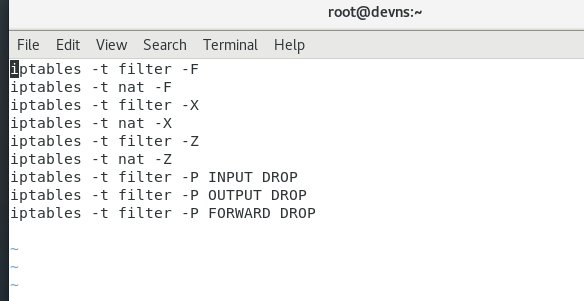 root@devns:~
File Edit View Search Terminal Help
iptables -t filter -F
iptables -t nat -F
iptables -t filter -X
iptables -t nat -X
iptables -t filter -Z
iptables -t nat -Z
iptables -t filter -P INPUT DROP
iptables -t filter -P OUTPUT DROP
iptables -t filter -P FORWARD DROP
~
~
~